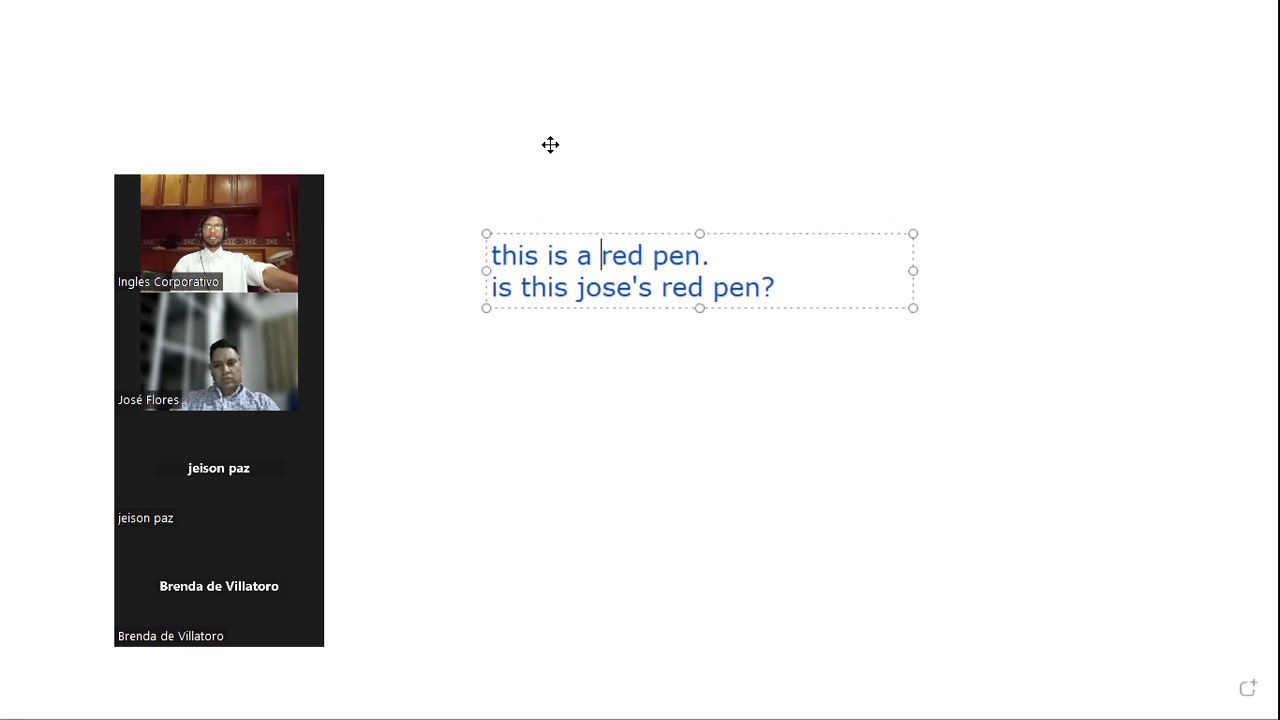 Ingles Corporativo
José Flores
jeison paz
jeison paz
Brenda de Villatoro
Brenda de Villatoro
this is a red pen.
is this jose's red pen?